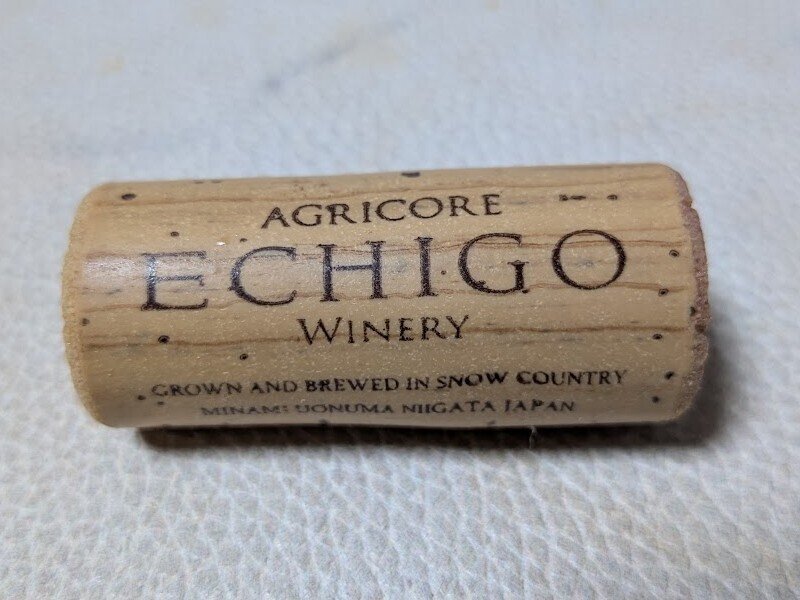 AGRICORE
ECHIGO
WINERY
GROWN AND BREWED IN SNOW COUNTRY
MINAMI UONUMA NIIGATA JAPAN